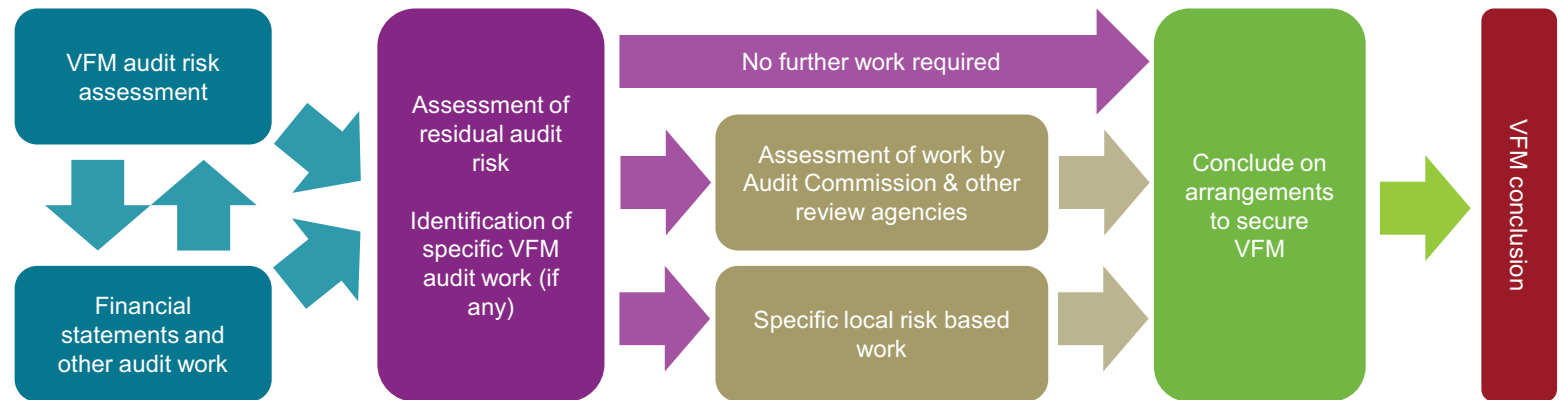 VFM audit risk
assessment
Financial
statements and
other audit work
Assessment of
residual audit
risk
Identification of
specific VFM
audit work (if
any)
No further work required
Assessment of work by
Audit Commission & other
review agencies
Specific local risk based
work
Conclude on
arrangements
to secure
VFM
VFM conclusion